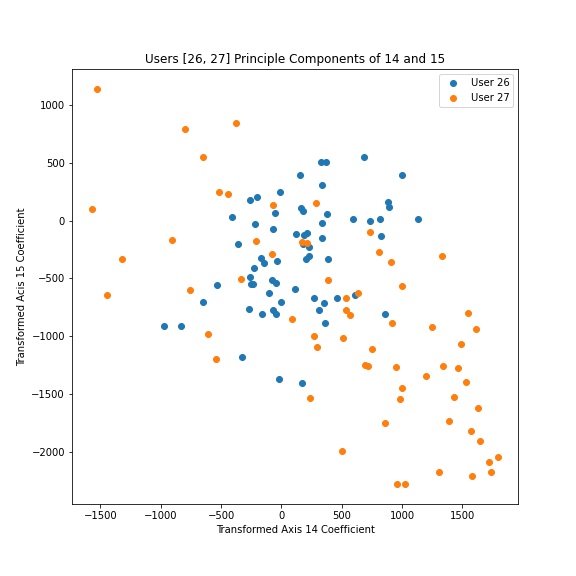 Users [26, 27] Principle Components of 14 and 15
User 26
User 27
1000
500
0
−500
−1000
−1500
−2000
Transformed Acis 15 Coefficient
−1500 −1000 −500 0 500 1000 1500
Transformed Axis 14 Coefficient